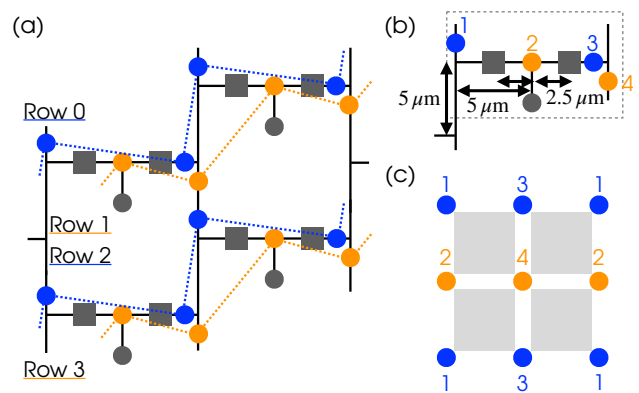 (a)
Row 0
Row 1
Row 2
Row 3
(b)
1
2
3
4
5 μm
5 μm
2.5 μm
(c)
1 3 1
2 4 2
1 3 1